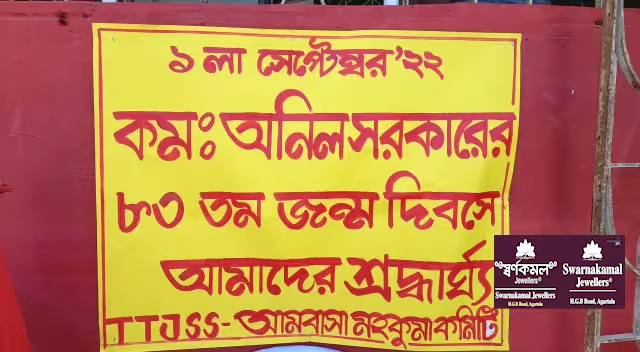 ১ লা সেপ্টেম্বর'২২
কমঃ অনিল সরকারের
৮৩ তম জন্ম দিবসে
আমাদের শ্রদ্ধার্ঘ্য
TTJSS- আমবাসা মহকুমা কমিটি
স্বর্ণকমল
Jewellers
Swarnakamal Jewellers
H.G.B Road, Agartala
Swarnakamal
Jewellers
H.G.B Road, Agartala